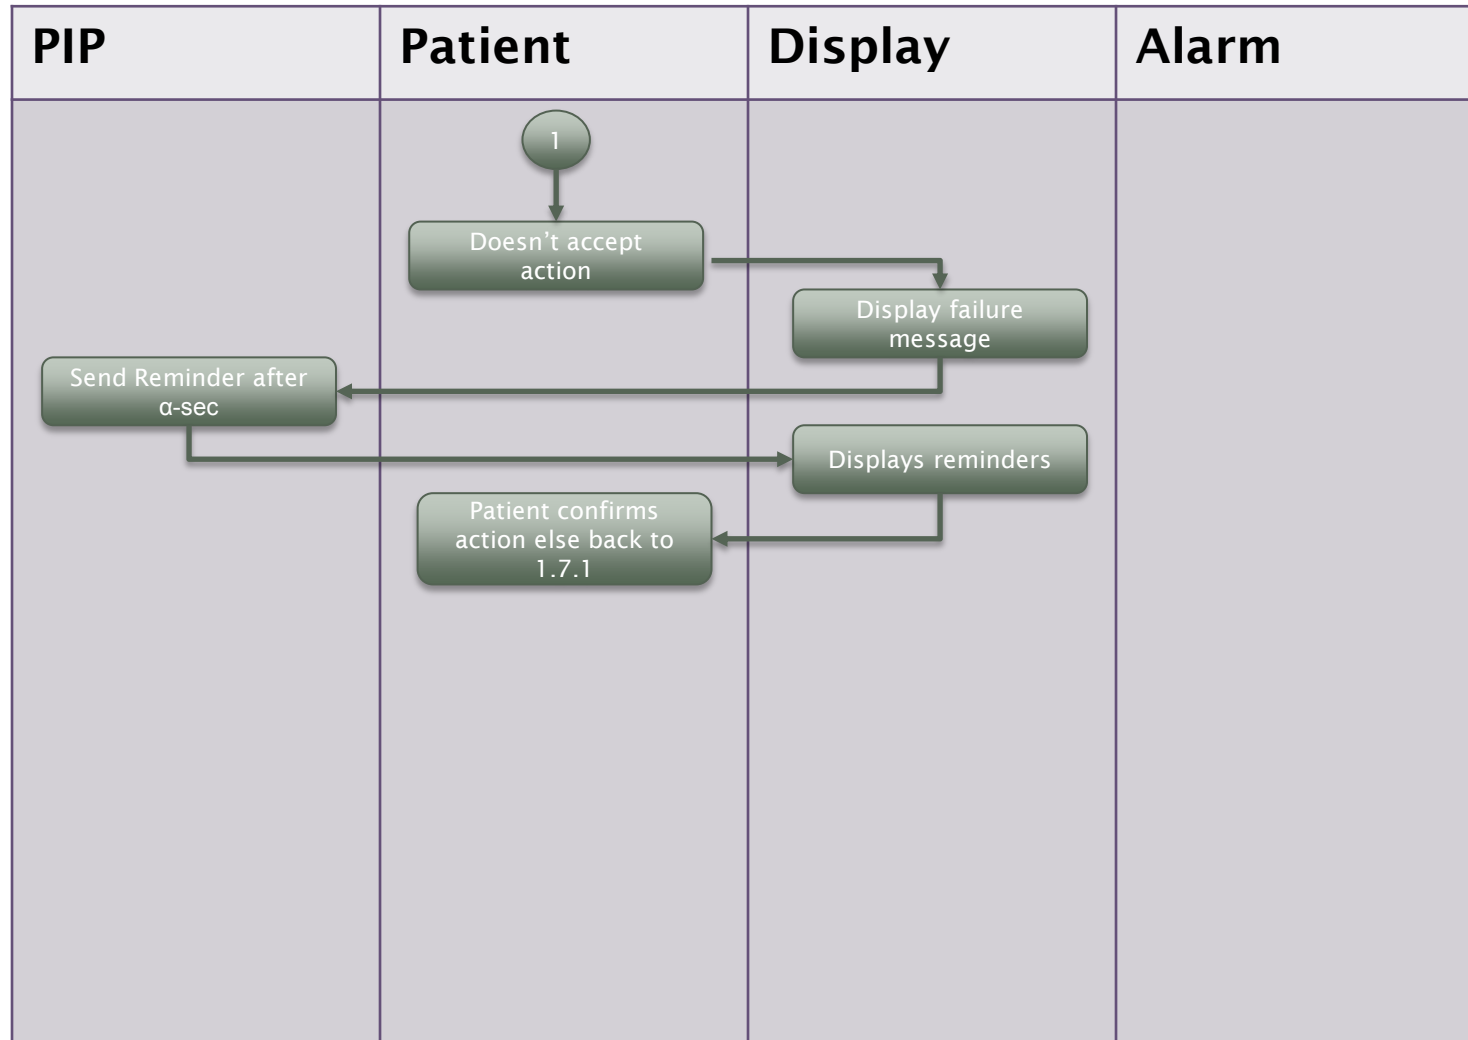 PIP
Patient
Display
Alarm
1
Doesn’t accept
action
Display failure
message
Send Reminder after
α-sec
Displays reminders
Patient confirms
action else back to
1.7.1